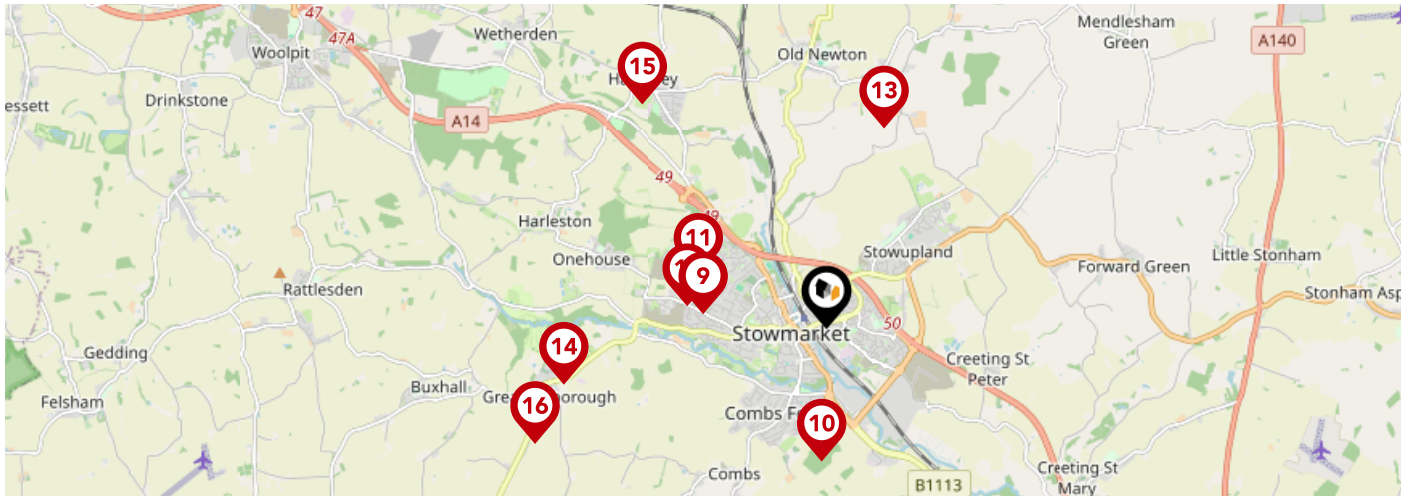 47
47A
Wetherden
Mendlesham
Green
A140
Woolpit
Old Newton
15
13
essett
Drinkstone
A14
49
49
Harleston
11
Onehouse
9
Stowupland
Little Stonham
Forward Green
Rattlesden
Stonham Asp
50
Stowmarket
Gedding
14
Creeting St
Peter
Buxhall
Felsham
16
10
Combs
Combs
Creeting St
Mary
B1113